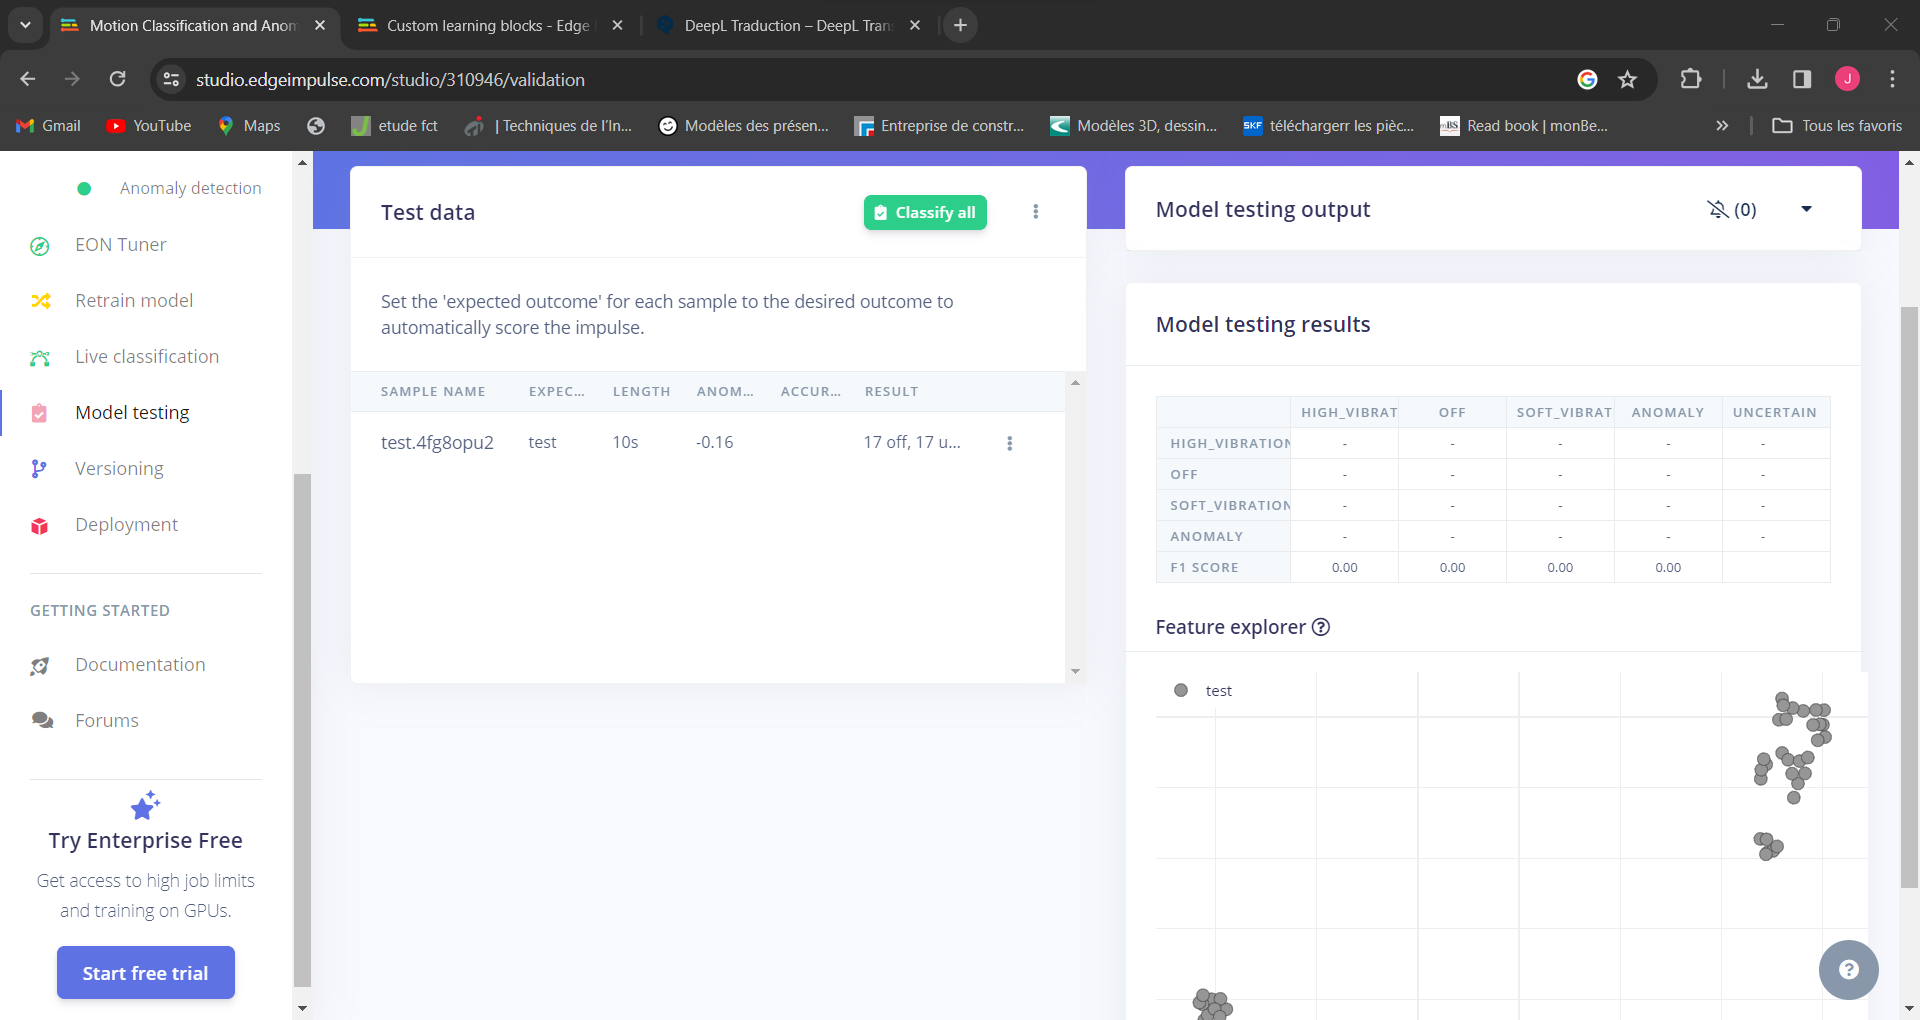 Motion Classification and Anom
Custom learning blocks - Edge
DeepL Traduction – DeepL Tran
studio.edgeimpulse.com/studio/310946/validation
J
Gmail
YouTube
Maps
etude fct
| Techniques de l'In...
Modèles des présen...
Entreprise de constr...
Modèles 3D, dessin...
SKF
téléchargerr les pièc...
Read book | monBe...
Tous les favoris
Anomaly detection
EON Tuner
Retrain model
Live classification
Model testing
Versioning
Deployment
GETTING STARTED
Documentation
Forums
Try Enterprise Free
Get access to high job limits
and training on GPUs.
Start free trial
Test data
Classify all
Set the 'expected outcome' for each sample to the desired outcome to
automatically score the impulse.
SAMPLE NAME EXPEC... LENGTH ANOM... ACCUR... RESULT
test.4fg8opu2 test 10s -0.16 17 off, 17 u...
Model testing output
(0)
Model testing results
HIGH_VIBRAT OFF SOFT_VIBRAT ANOMALY UNCERTAIN
HIGH_VIBRATION - - - - -
OFF - - - - -
SOFT_VIBRATION - - - - -
ANOMALY - - - - -
F1 SCORE 0.00 0.00 0.00 0.00
Feature explorer ?
test
?